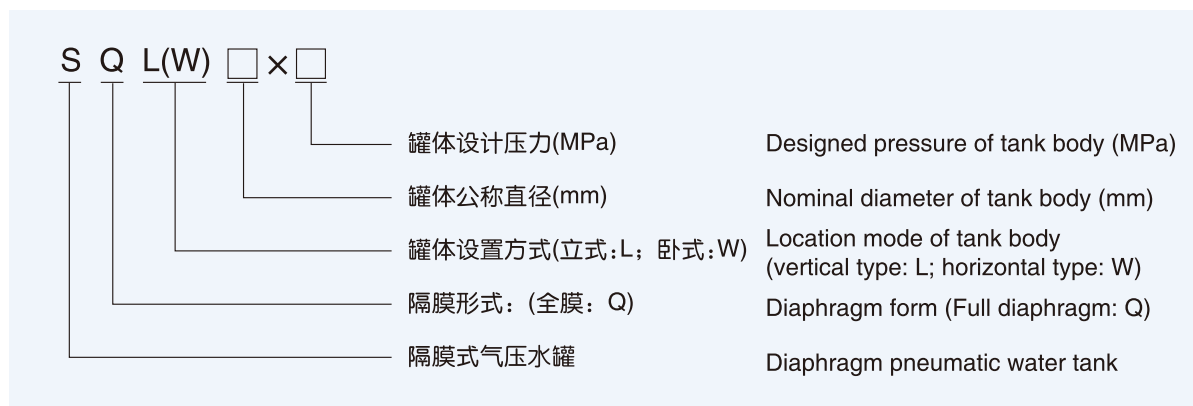 S Q L(W) □×□
罐体设计压力(MPa) Designed pressure of tank body (MPa)
罐体公称直径(mm) Nominal diameter of tank body (mm)
罐体设置方式(立式:L；卧式:W) Location mode of tank body
(vertical type: L; horizontal type: W)
隔膜形式：(全膜：Q) Diaphragm form (Full diaphragm: Q)
隔膜式气压水罐 Diaphragm pneumatic water tank